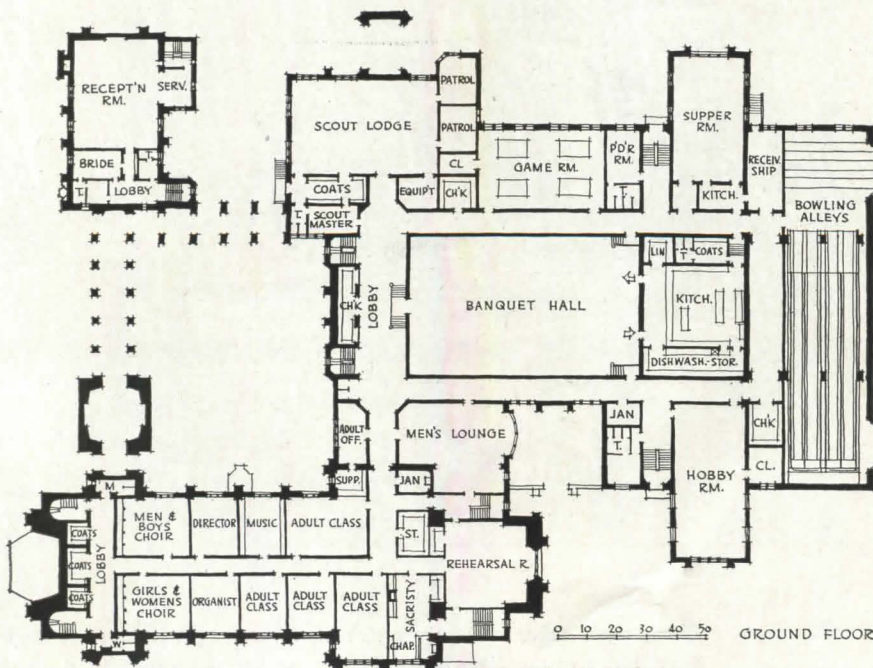 RECEPT'N
RM.
SERV.
BRIDE
T.
T.
LOBBY
SCOUT LODGE
PATROL
PATROL
CL.
COATS
EQUIP'T
CH'K
T.
SCOUT
MASTER
GAME RM.
P'D'R
RM.
T.
SUPPER
RM.
KITCH.
RECEIV.
SHIP
BOWLING
ALLEYS
CH'K
LOBBY
BANQUET HALL
LIN
T
COATS
KITCH.
DISHWASH.-STOR.
ADULT
OFF.
MEN'S LOUNGE
JAN
T.
HOBBY
RM.
CH'K
CL.
SUPP.
JAN
M
COATS
COATS
COATS
LOBBY
MEN &
BOYS
CHOIR
DIRECTOR
MUSIC
ADULT CLASS
ST.
REHEARSAL R.
GIRLS &
WOMENS
CHOIR
ORGANIST
ADULT
CLASS
ADULT
CLASS
ADULT
CLASS
SACRISTY
CHAP.
W
0 10 20 30 40 50
GROUND FLOOR